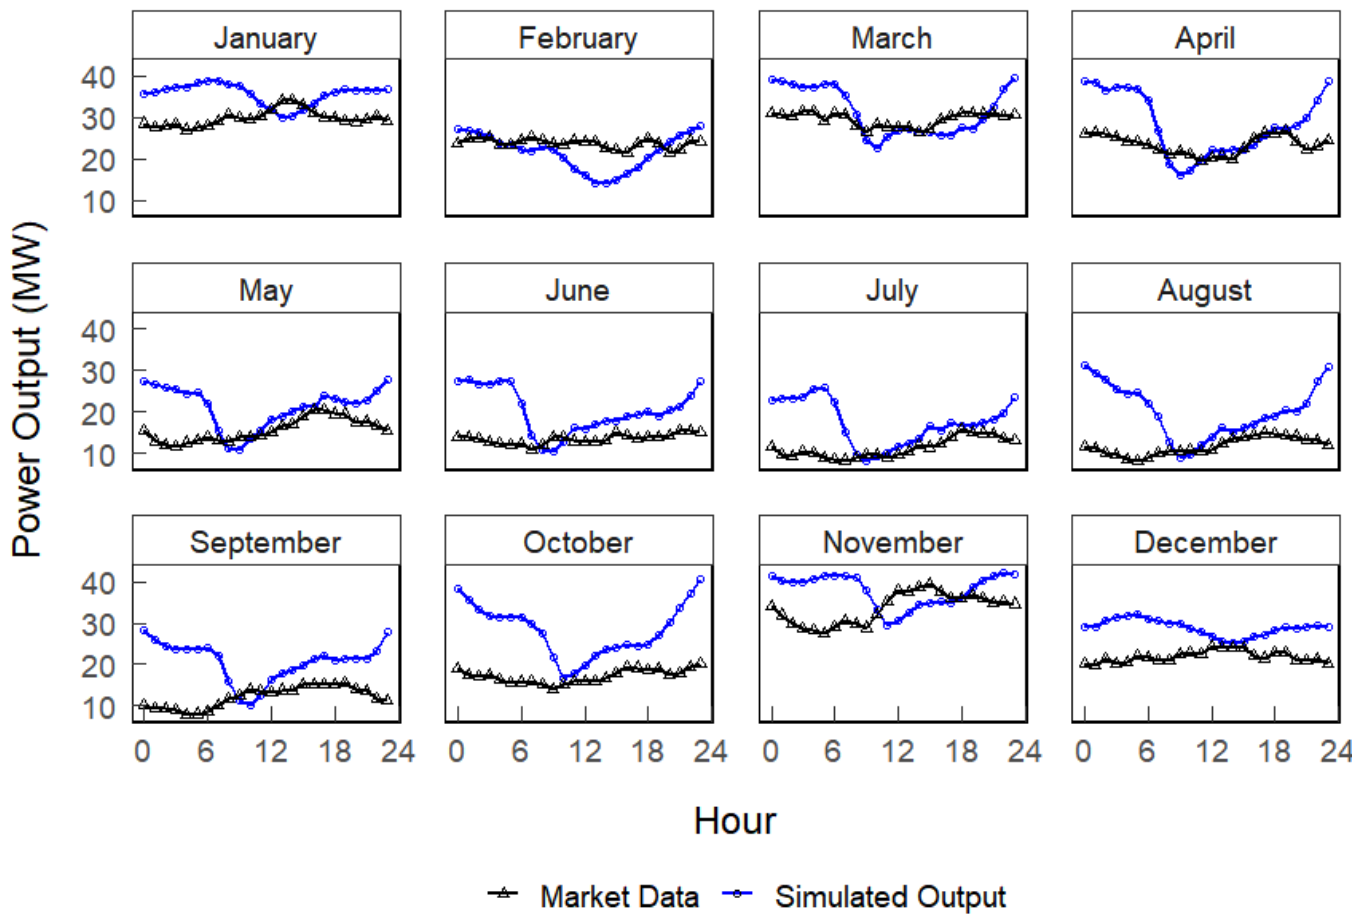 January February March April
40
30
20
10
May June July August
40
30
20
10
Power Output (MW)
September October November December
40
30
20
10
0 6 12 18 24 0 6 12 18 24 0 6 12 18 24 0 6 12 18 24
Hour
Market Data Simulated Output